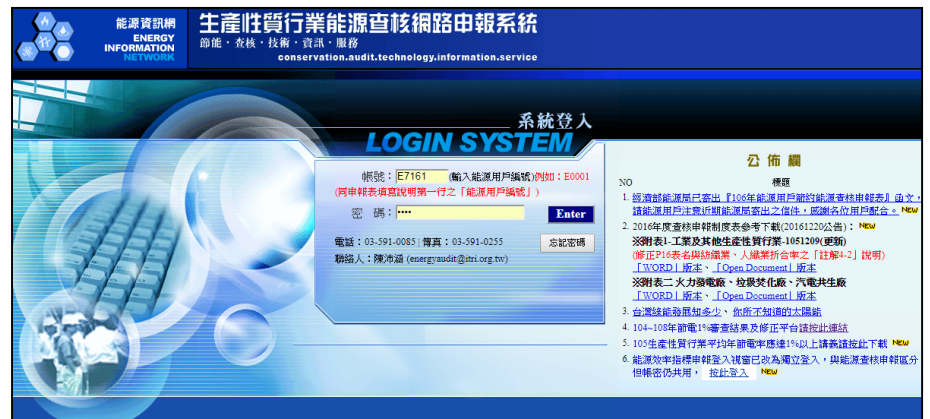 能源資訊網
ENERGY
INFORMATION
NETWORK
生產性質行業能源查核網路申報系統
節能‧查核‧技術‧資訊‧服務
conservation.audit.technology.information.service
系統登入
LOGIN SYSTEM
帳號：E7161 (輸入能源用戶編號)例如：E0001
(同申報表填寫說明第一行之「能源用戶編號」)
密 碼：•••• Enter
電話：03-591-0085 | 傳真：03-591-0255 忘記密碼
聯絡人：陳沛涵 (energyaudit@itri.org.tw)
公佈欄
NO 標題
1. 經濟部能源局已寄出『106年能源用戶節約能源查核申報表』函文，
請能源用戶注意近期能源局寄出之信件，感謝各位用戶配合。 NEW
2. 2016年度查核申報制度表參考下載(20161220公告)： NEW
※附表1-工業及其他生產性質行業-1051209(更新)
(修正P16表名與紡織業、人纖業折合率之「註解4-2」說明)
「WORD」版本、「Open Document」版本
※附表二 火力發電廠、垃圾焚化廠、汽電共生廠
「WORD」版本、「Open Document」版本
3. 台灣綠能發展知多少、你所不知道的太陽能
4. 104~108年節電1%審查結果及修正平台請按此連結
5. 105生產性質行業平均年節電率應達1%以上講義請按此下載 NEW
6. 能源效率指標申報登入視窗已改為獨立登入，與能源查核申報區分
但帳密仍共用， 按此登入 NEW